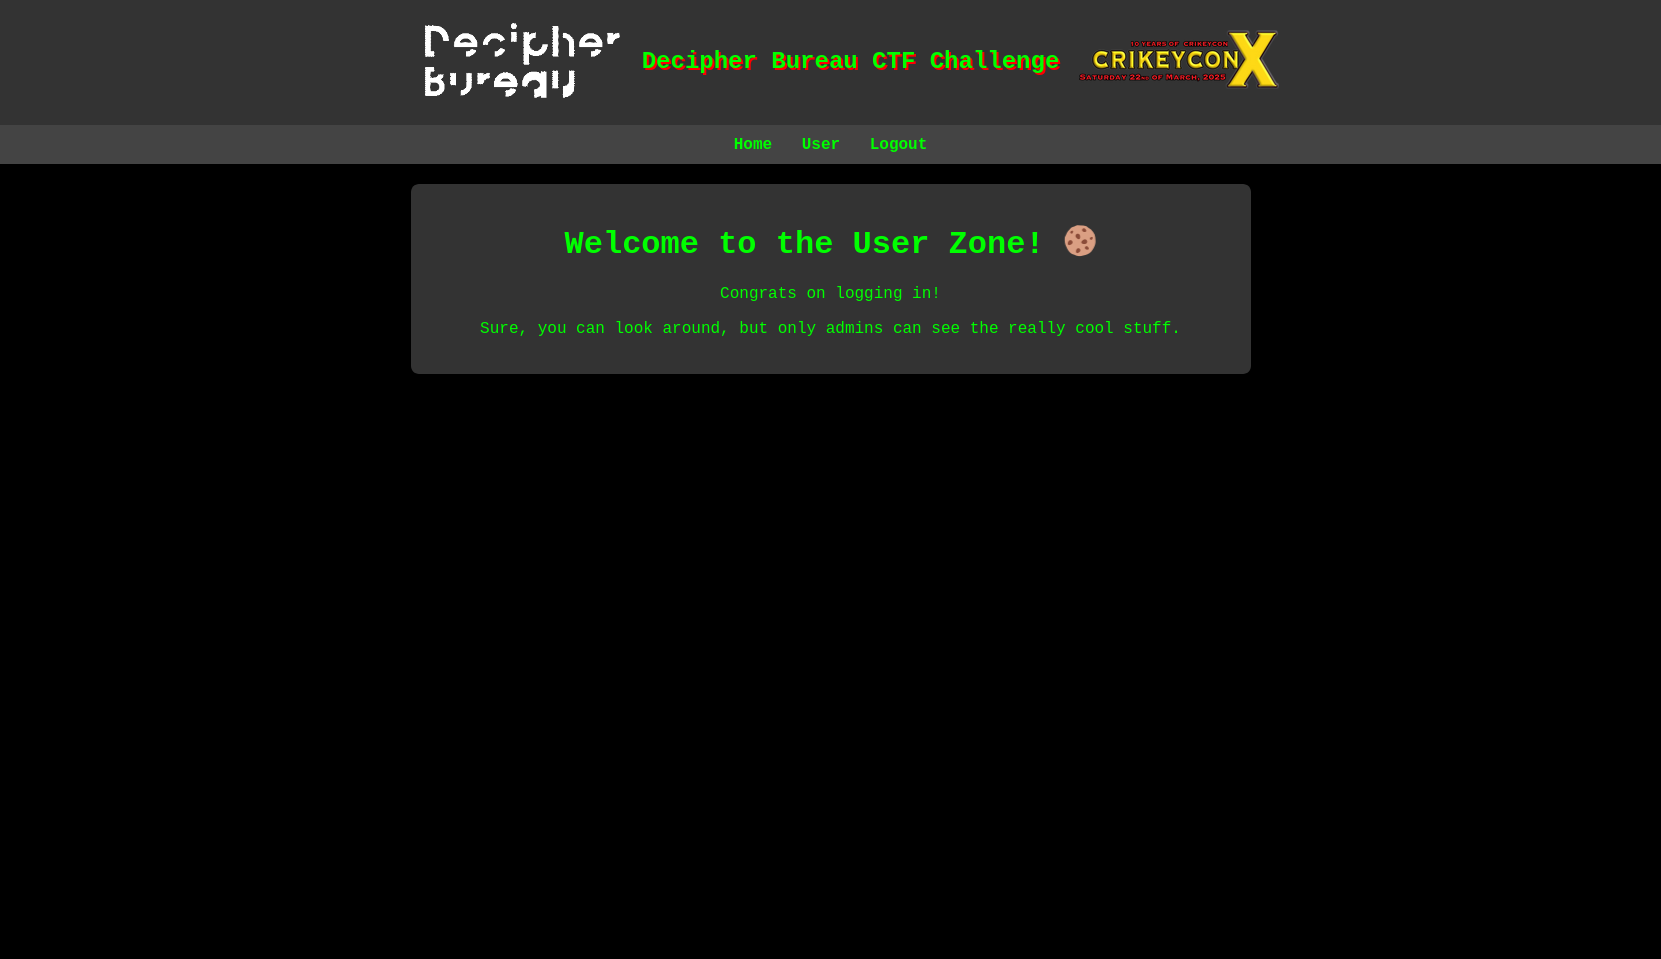 Decipher
Bureau
Decipher Bureau CTF Challenge
10 YEARS OF CRIKEYCON
CRIKEYCON X
SATURDAY 22ND OF MARCH, 2025
Home User Logout
Welcome to the User Zone! 🍪
Congrats on logging in!
Sure, you can look around, but only admins can see the really cool stuff.